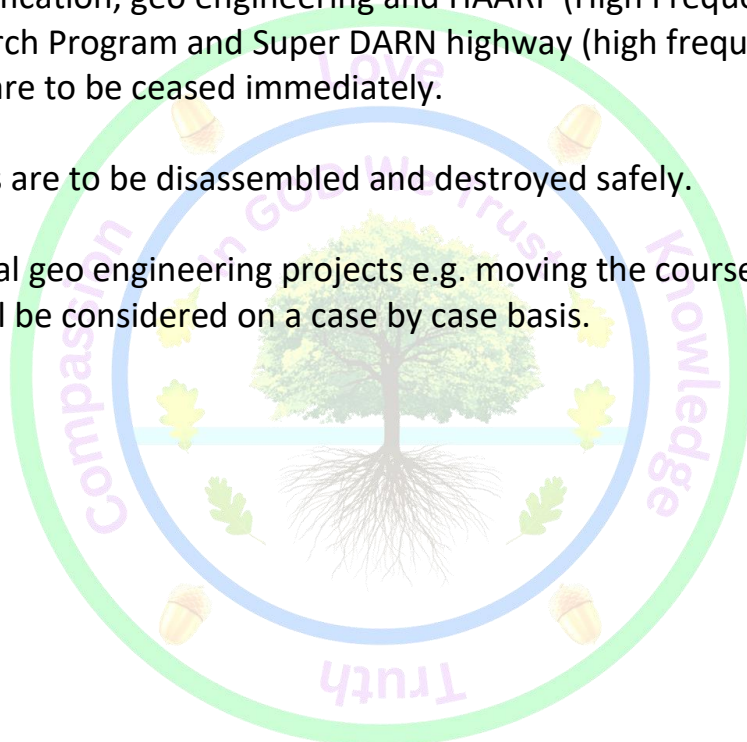 ication, geo engineering and HAARP (High Freque
rch Program and Super DARN highway (high frequ
are to be ceased immediately.
s are to be disassembled and destroyed safely.
al geo engineering projects e.g. moving the course
l be considered on a case by case basis.
Love
In GOD We Trust
Compassion
Knowledge
Truth